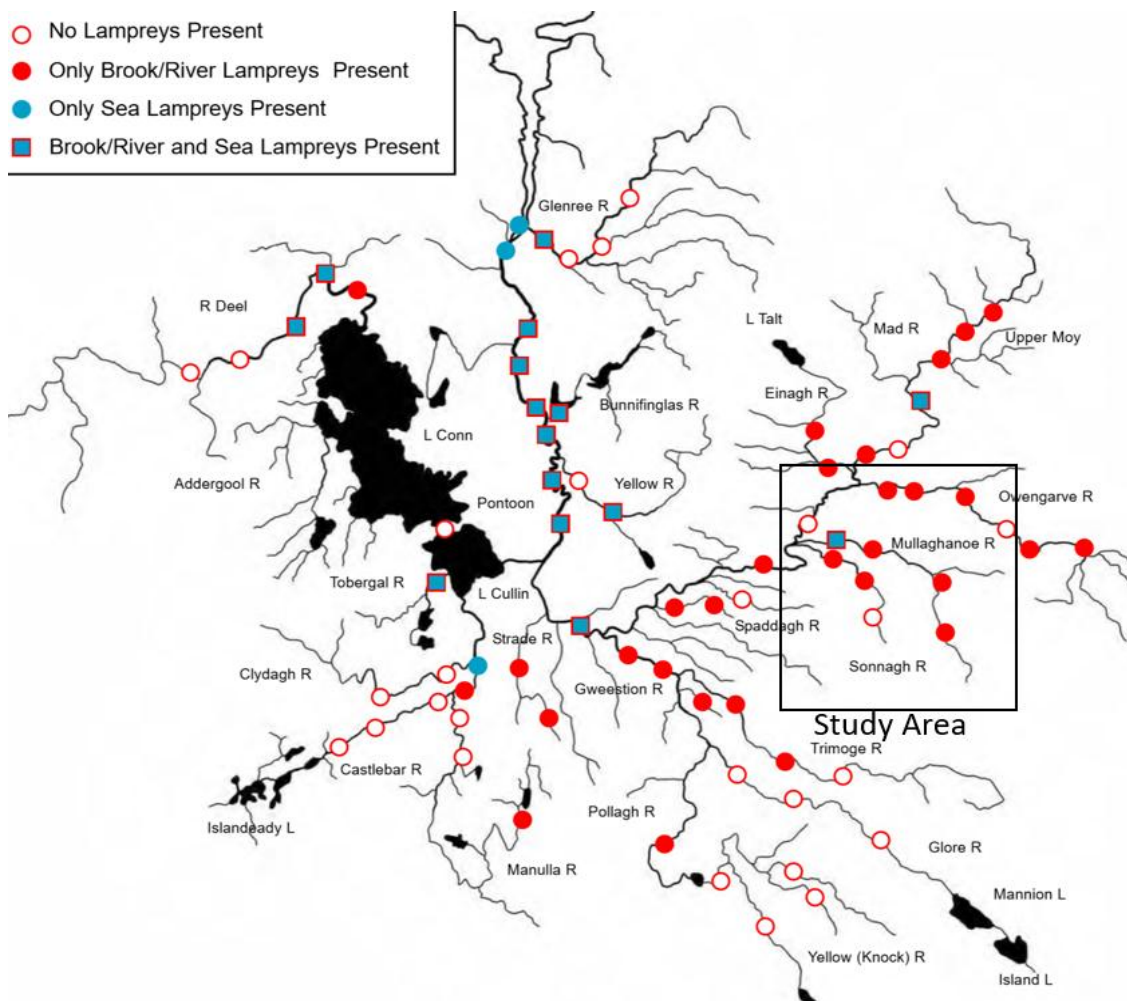 No Lampreys Present
Only Brook/River Lampreys Present
Only Sea Lampreys Present
Brook/River and Sea Lampreys Present
Glenree R
R Deel
L Talt
Mad R
Upper Moy
Einagh R
Bunnifinglas R
L Conn
Addergool R
Pontoon
Yellow R
Owengarve R
Mullaghanoe R
Tobergal R
L Cullin
Spaddagh R
Strade R
Clydagh R
Sonnagh R
Gweestion R
Study Area
Trimoge R
Castlebar R
Pollagh R
Islandeady L
Glore R
Manulla R
Mannion L
Yellow (Knock) R
Island L